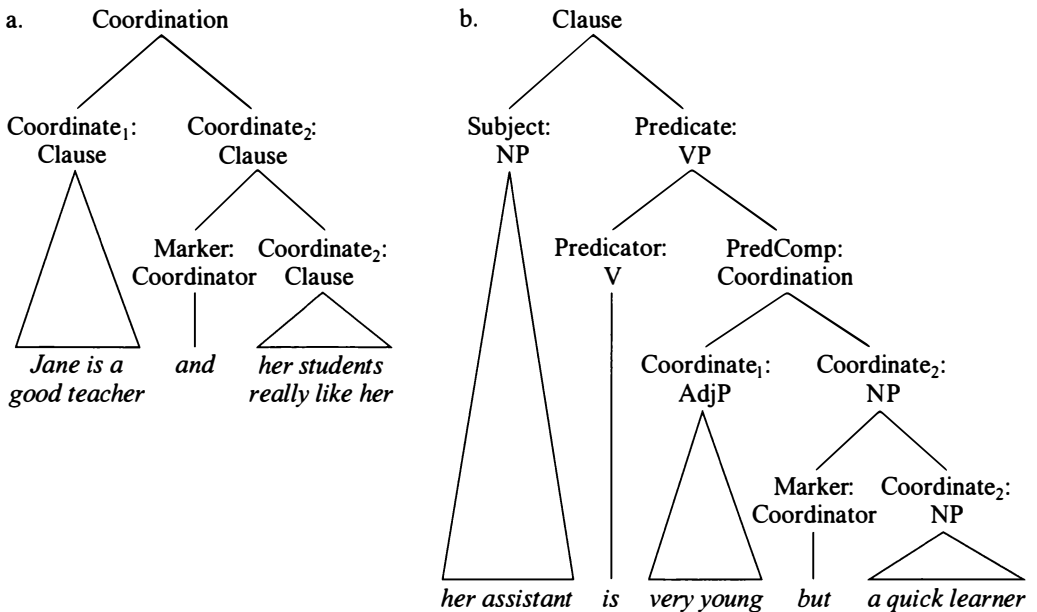 a. Coordination
Coordinate₁: Coordinate₂:
Clause Clause
Marker: Coordinate₂:
Coordinator Clause
Jane is a and her students
good teacher really like her
b. Clause
Subject: Predicate:
NP VP
Predicator: PredComp:
V Coordination
Coordinate₁: Coordinate₂:
AdjP NP
Marker: Coordinate₂:
Coordinator NP
her assistant is very young but a quick learner